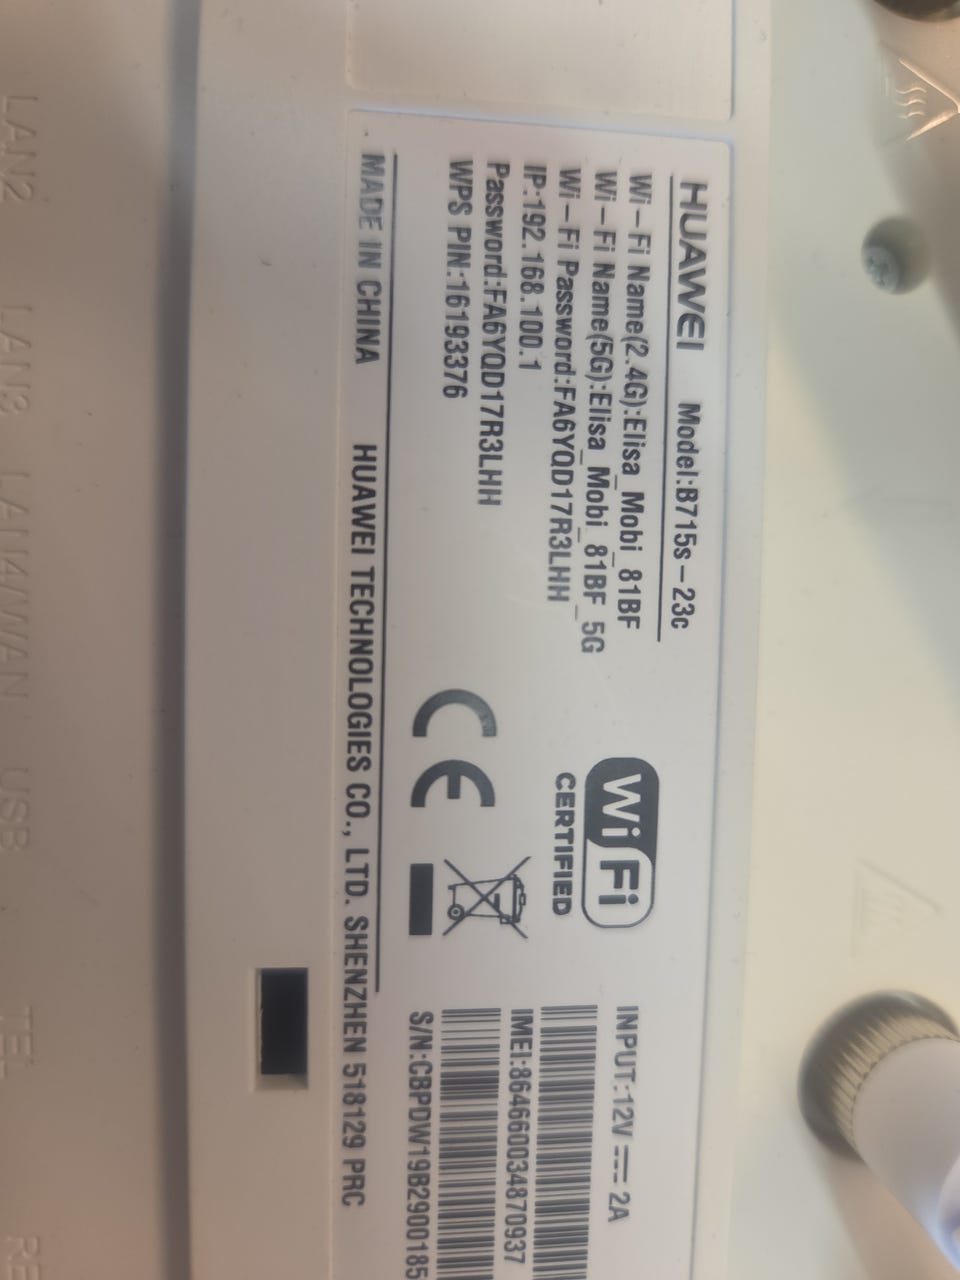 HUAWEI Model:B715s-23c
Wi-Fi Name(2.4G):Elisa_Mobi_81BF
Wi-Fi Name(5G):Elisa_Mobi_81BF_5G
Wi-Fi Password:FA6YQD17R3LHH
IP:192.168.100.1
Password:FA6YQD17R3LHH
WPS PIN:16193376
WiFi
CERTIFIED
CE
INPUT:12V ⎓ 2A
IMEI:864660034870937
S/N:CBPDW19B2900185
MADE IN CHINA HUAWEI TECHNOLOGIES CO., LTD. SHENZHEN 518129 PRC
LAN2 LAN3 LAN4/WAN USB TEL